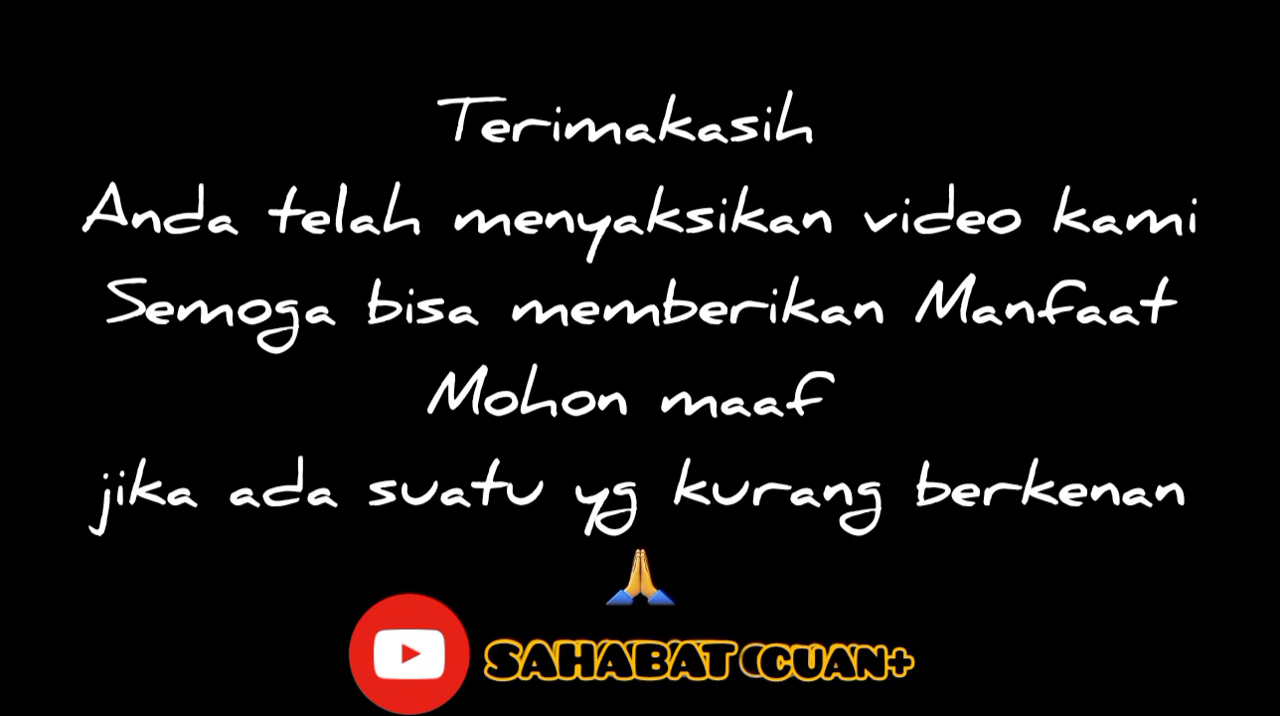 Terimakasih
Anda telah menyaksikan video kami
Semoga bisa memberikan Manfaat
Mohon maaf
jika ada suatu yg kurang berkenan
🙏
SAHABAT CUAN+